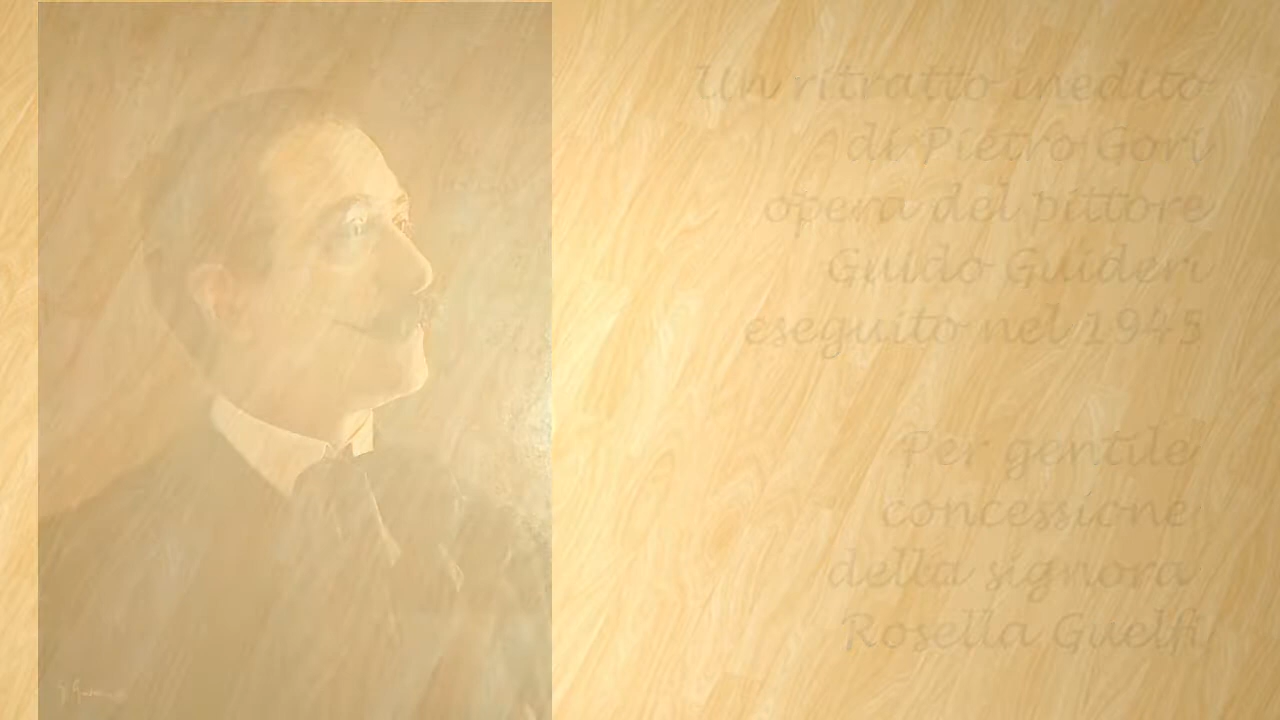 Un ritratto inedito
di Pietro Gori
opera del pittore
Guido Guideri
eseguito nel 1945
Per gentile
concessione
della signora
Rosella Guelfi